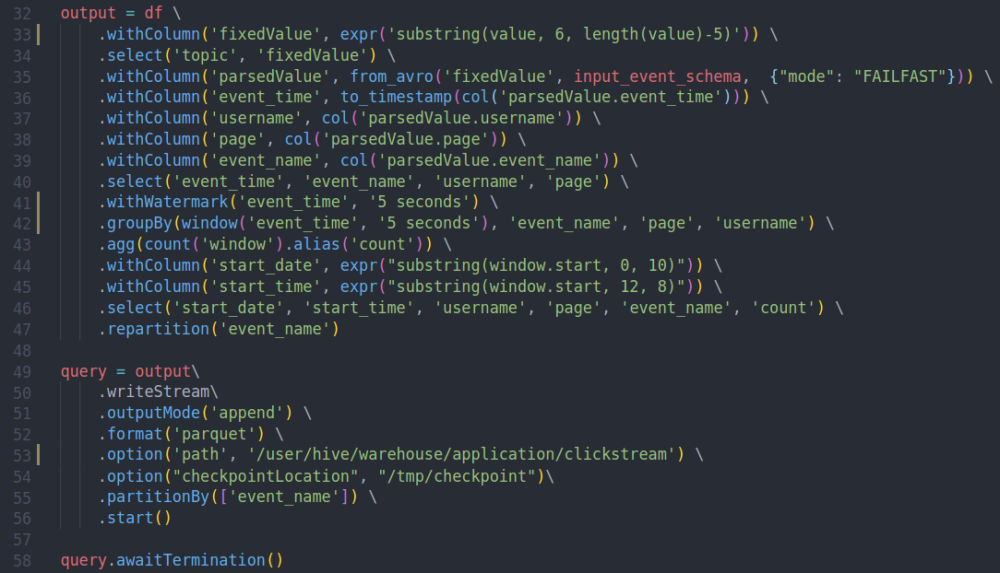 32 output = df \
33 .withColumn('fixedValue', expr('substring(value, 6, length(value)-5)')) \
34 .select('topic', 'fixedValue') \
35 .withColumn('parsedValue', from_avro('fixedValue', input_event_schema,  {"mode": "FAILFAST"})) \
36 .withColumn('event_time', to_timestamp(col('parsedValue.event_time'))) \
37 .withColumn('username', col('parsedValue.username')) \
38 .withColumn('page', col('parsedValue.page')) \
39 .withColumn('event_name', col('parsedValue.event_name')) \
40 .select('event_time', 'event_name', 'username', 'page') \
41 .withWatermark('event_time', '5 seconds') \
42 .groupBy(window('event_time', '5 seconds'), 'event_name', 'page', 'username') \
43 .agg(count('window').alias('count')) \
44 .withColumn('start_date', expr("substring(window.start, 0, 10)")) \
45 .withColumn('start_time', expr("substring(window.start, 12, 8)")) \
46 .select('start_date', 'start_time', 'username', 'page', 'event_name', 'count') \
47 .repartition('event_name')
48
49 query = output\
50 .writeStream\
51 .outputMode('append') \
52 .format('parquet') \
53 .option('path', '/user/hive/warehouse/application/clickstream') \
54 .option("checkpointLocation", "/tmp/checkpoint")\
55 .partitionBy(['event_name']) \
56 .start()
57
58 query.awaitTermination()